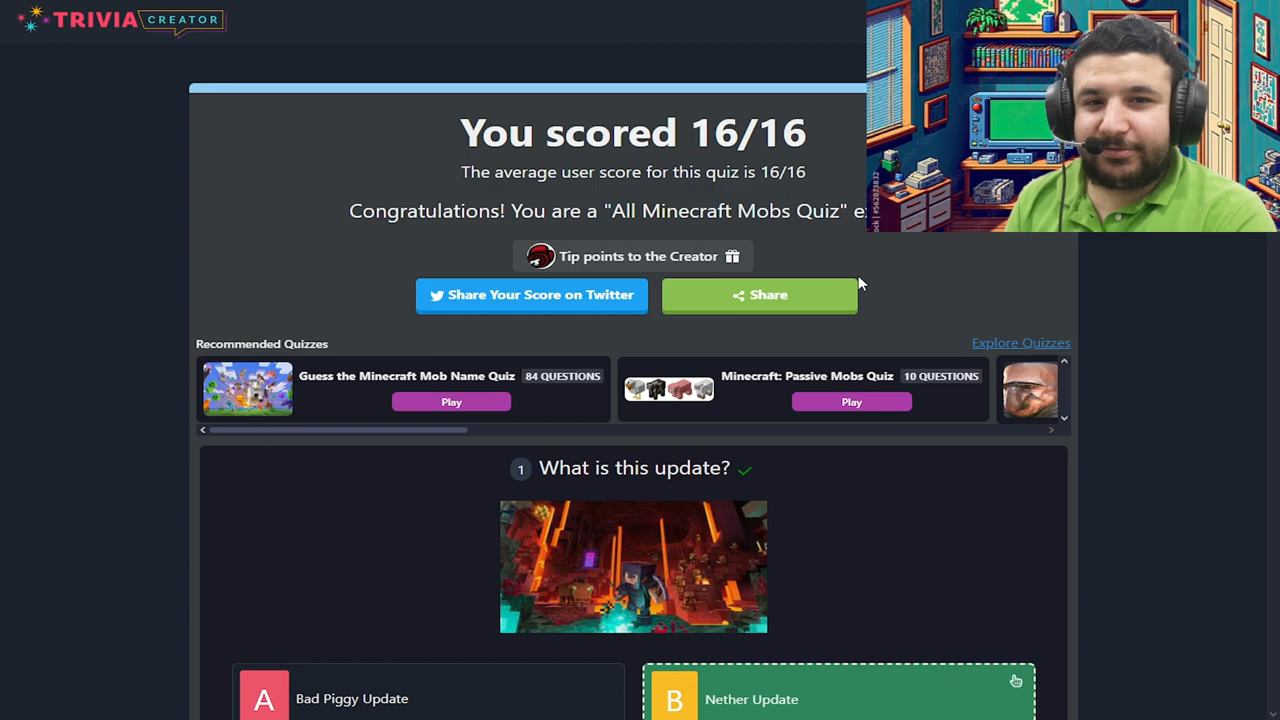 TRIVIA CREATOR
You scored 16/16
The average user score for this quiz is 16/16
Congratulations! You are a "All Minecraft Mobs Quiz" e
Tip points to the Creator
Share Your Score on Twitter
Share
Recommended Quizzes
Explore Quizzes
Guess the Minecraft Mob Name Quiz 84 QUESTIONS
Play
Minecraft: Passive Mobs Quiz 10 QUESTIONS
Play
1 What is this update?
A Bad Piggy Update
B Nether Update
ock | #562873832